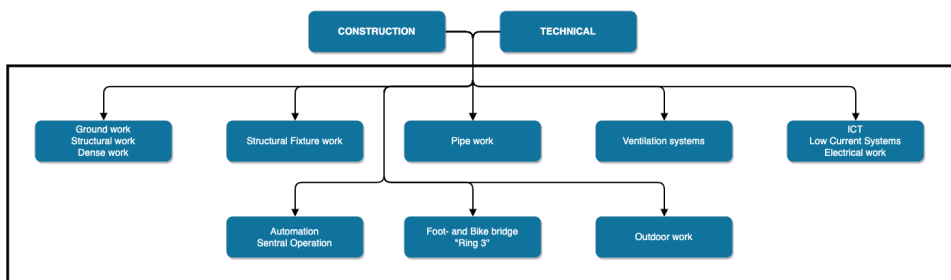 CONSTRUCTION
TECHNICAL
Ground work
Structural work
Dense work
Structural Fixture work
Pipe work
Ventilation systems
ICT
Low Current Systems
Electrical work
Automation
Sentral Operation
Foot- and Bike bridge
"Ring 3"
Outdoor work